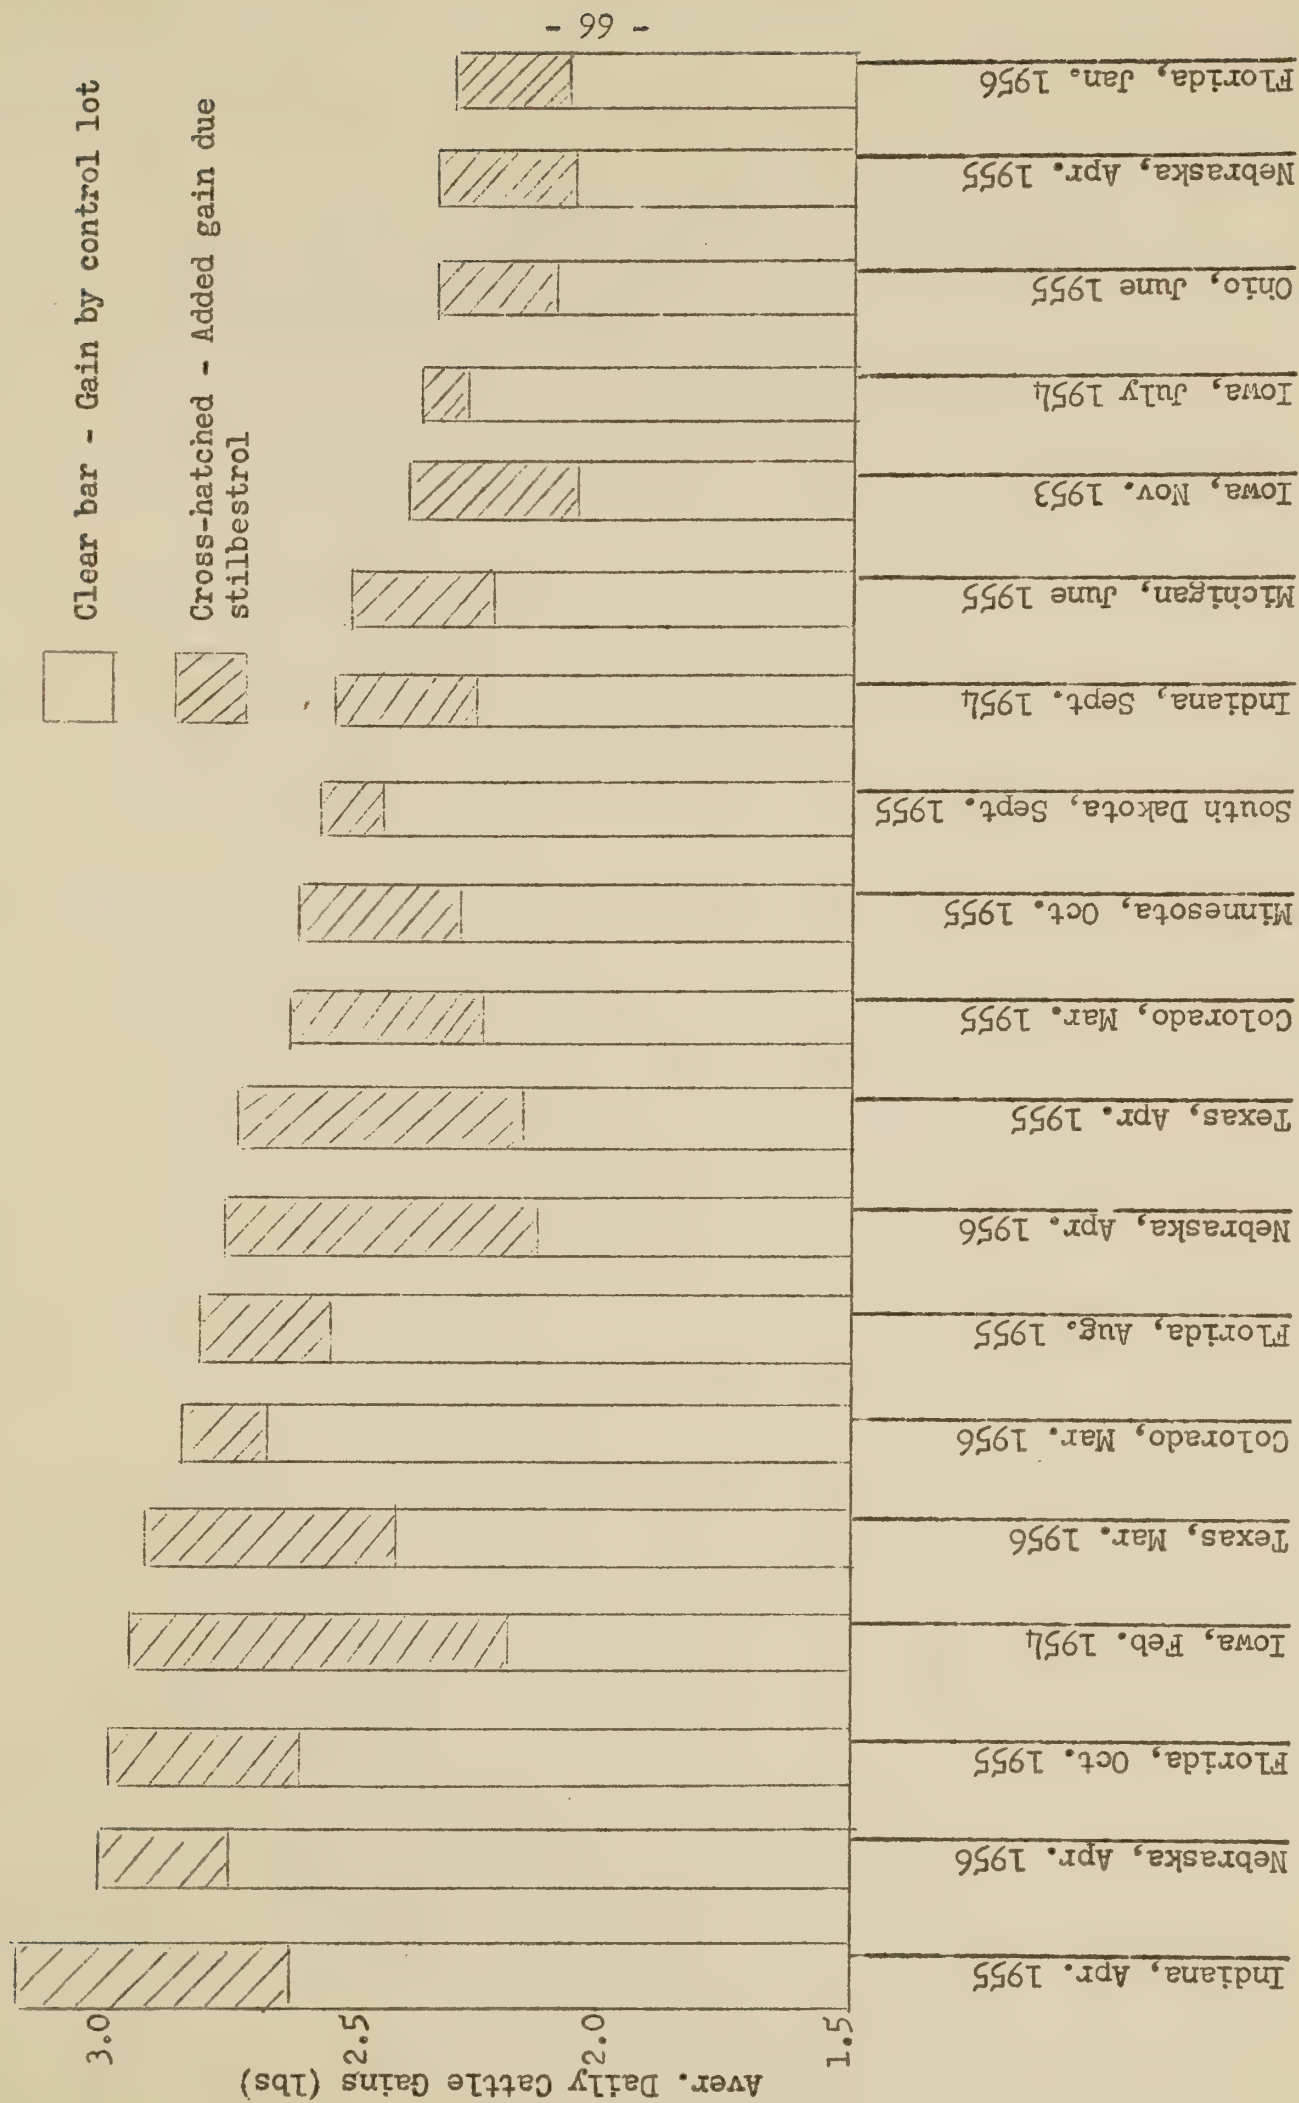 - 99 -
Clear bar - Gain by control lot
Cross-hatched - Added gain due
stilbestrol
Aver. Daily Cattle Gains (lbs)
3.0
2.5
2.0
1.5
Indiana, Apr. 1955
Nebraska, Apr. 1956
Florida, Oct. 1955
Iowa, Feb. 1954
Texas, Mar. 1956
Colorado, Mar. 1956
Florida, Aug. 1955
Nebraska, Apr. 1956
Texas, Apr. 1955
Colorado, Mar. 1955
Minnesota, Oct. 1955
South Dakota, Sept. 1955
Indiana, Sept. 1954
Michigan, June 1955
Iowa, Nov. 1953
Iowa, July 1954
Ohio, June 1955
Nebraska, Apr. 1955
Florida, Jan. 1956